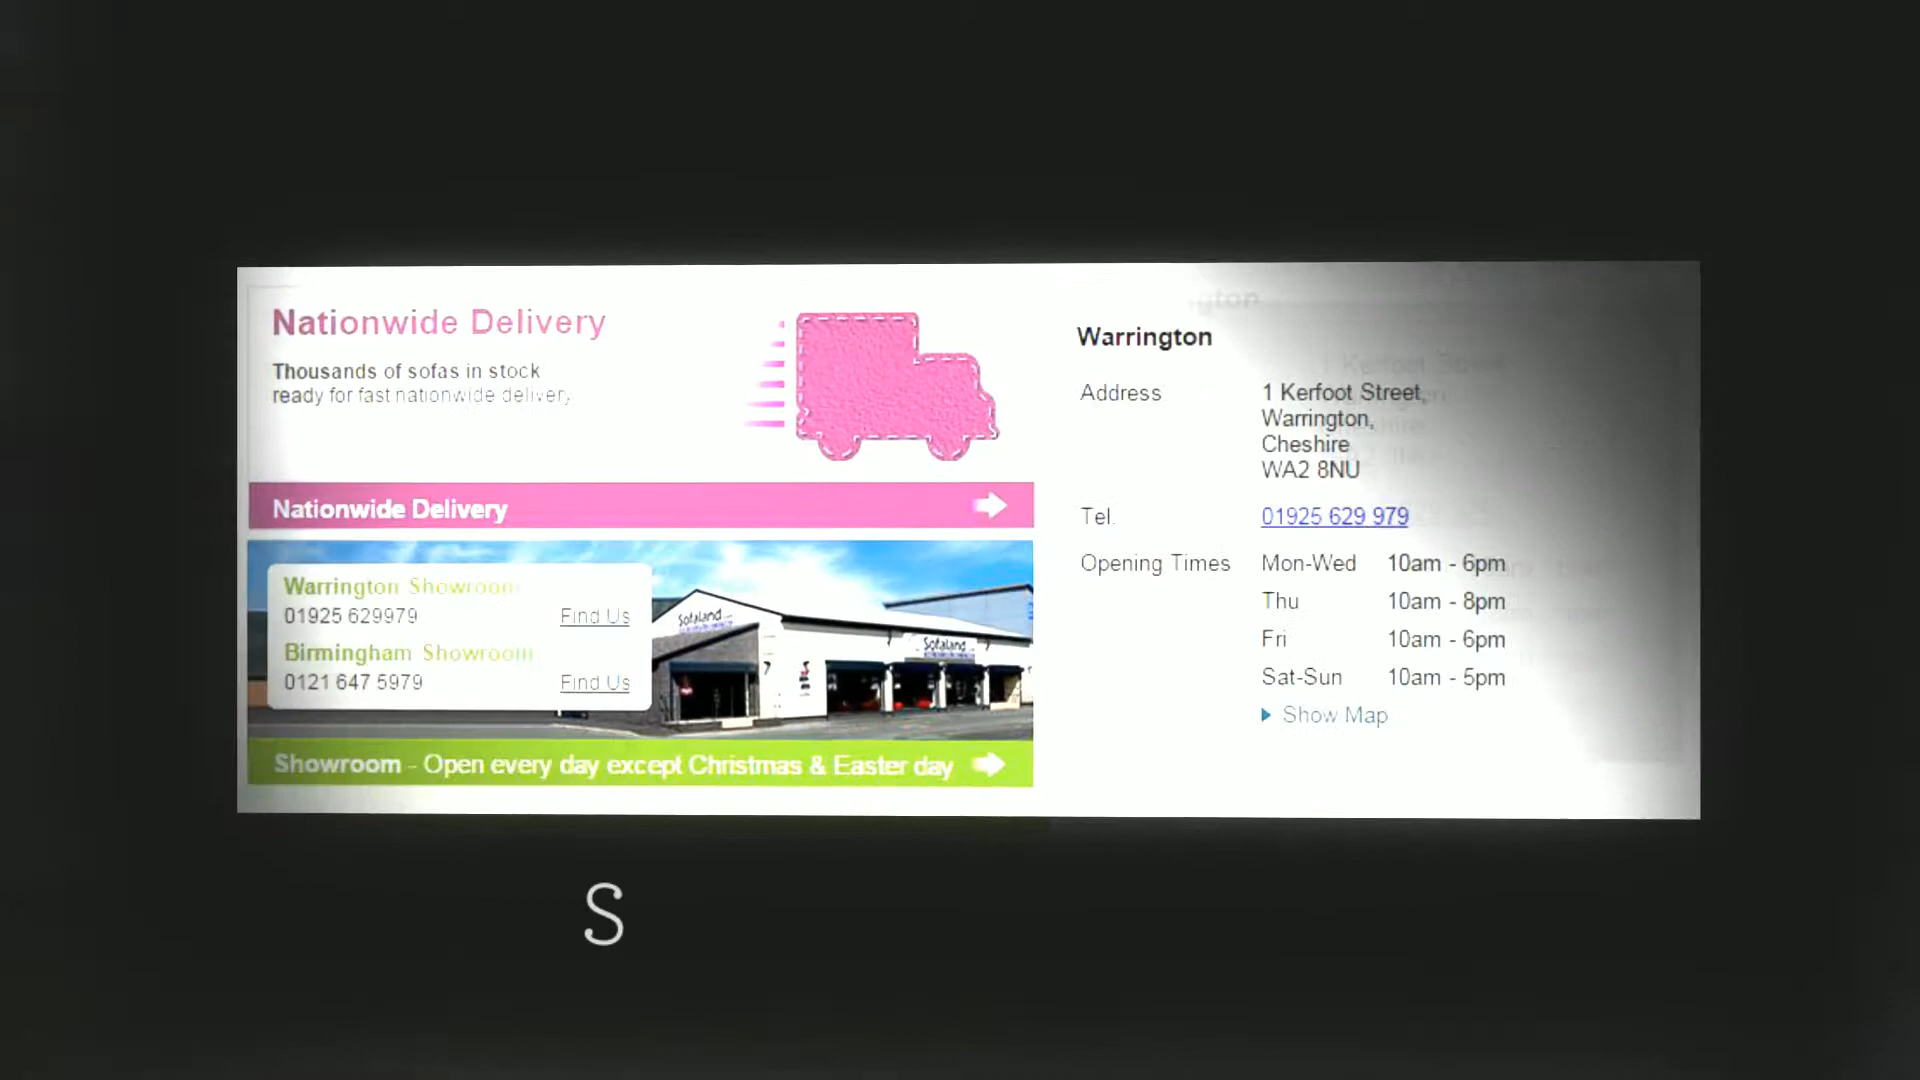 Nationwide Delivery
Thousands of sofas in stock
ready for fast nationwide delivery
Nationwide Delivery
Warrington Showroom
01925 629979 Find Us
Birmingham Showroom
0121 647 5979 Find Us
Sofaland
Sofaland
Showroom - Open every day except Christmas & Easter day
Warrington
Address 1 Kerfoot Street,
Warrington,
Cheshire
WA2 8NU
Tel. 01925 629 979
Opening Times Mon-Wed 10am - 6pm
Thu 10am - 8pm
Fri 10am - 6pm
Sat-Sun 10am - 5pm
Show Map
S